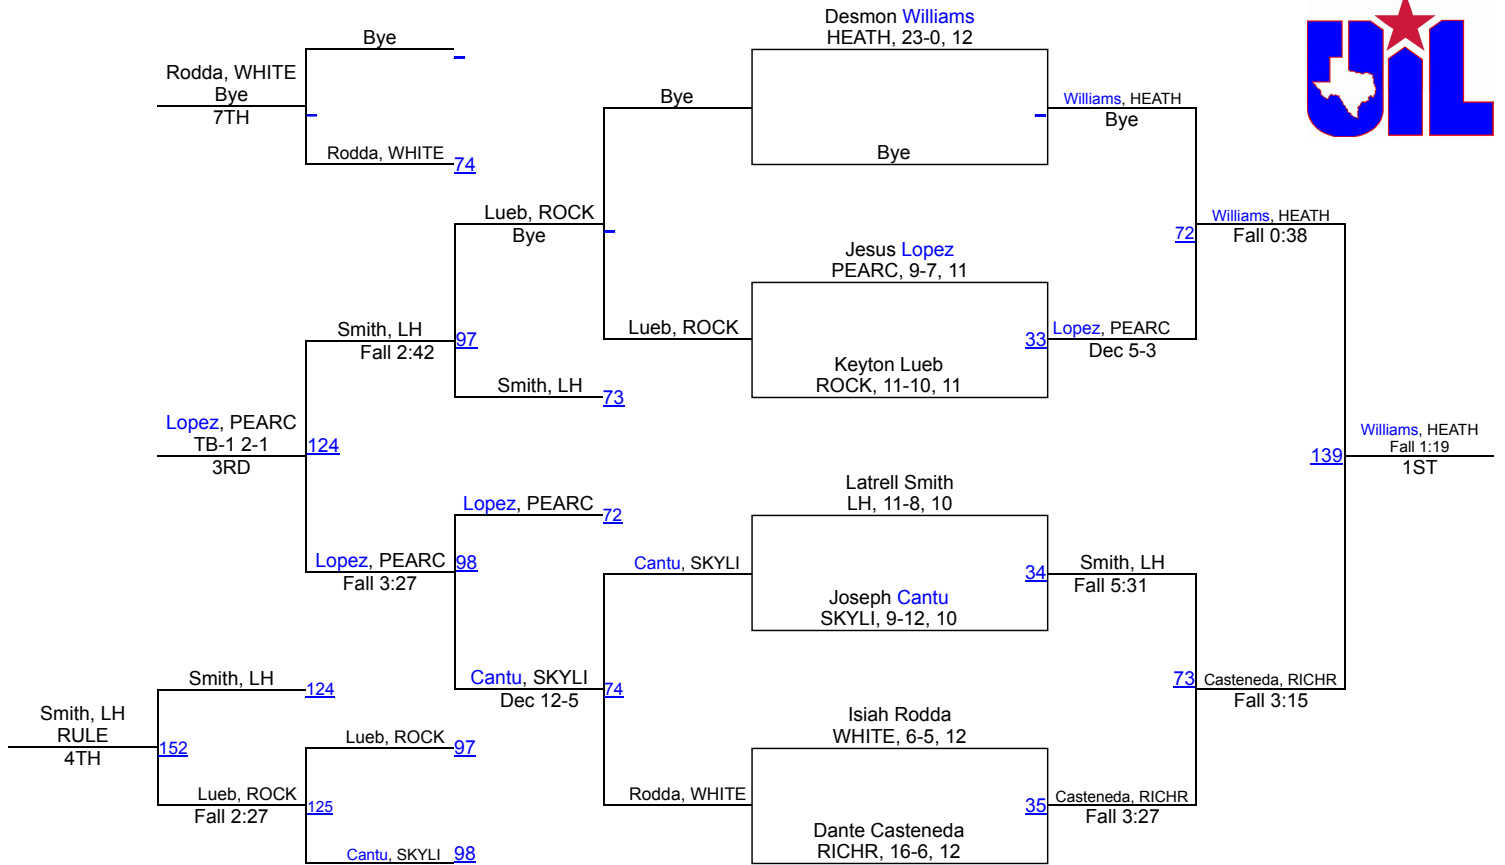 Desmon Williams
HEATH, 23-0, 12
UIL
Bye
Rodda, WHITE
Bye
7TH
Rodda, WHITE 74
Bye
Williams, HEATH
Bye
Bye
Lueb, ROCK
Bye
Williams, HEATH
72 Fall 0:38
Jesus Lopez
PEARC, 9-7, 11
Smith, LH
Fall 2:42
97
Lueb, ROCK
33
Lopez, PEARC
Dec 5-3
Keyton Lueb
ROCK, 11-10, 11
Smith, LH 73
Lopez, PEARC
TB-1 2-1
3RD
124
139
Williams, HEATH
Fall 1:19
1ST
Latrell Smith
LH, 11-8, 10
Lopez, PEARC 72
Lopez, PEARC
Fall 3:27
98
Cantu, SKYLI
34
Smith, LH
Fall 5:31
Joseph Cantu
SKYLI, 9-12, 10
Cantu, SKYLI
Dec 12-5
74
73
Casteneda, RICHR
Fall 3:15
Smith, LH 124
Smith, LH
RULE
4TH
152
Isiah Rodda
WHITE, 6-5, 12
Lueb, ROCK 97
Lueb, ROCK
Fall 2:27
125
Rodda, WHITE
35
Casteneda, RICHR
Fall 3:27
Dante Casteneda
RICHR, 16-6, 12
Cantu, SKYLI 98